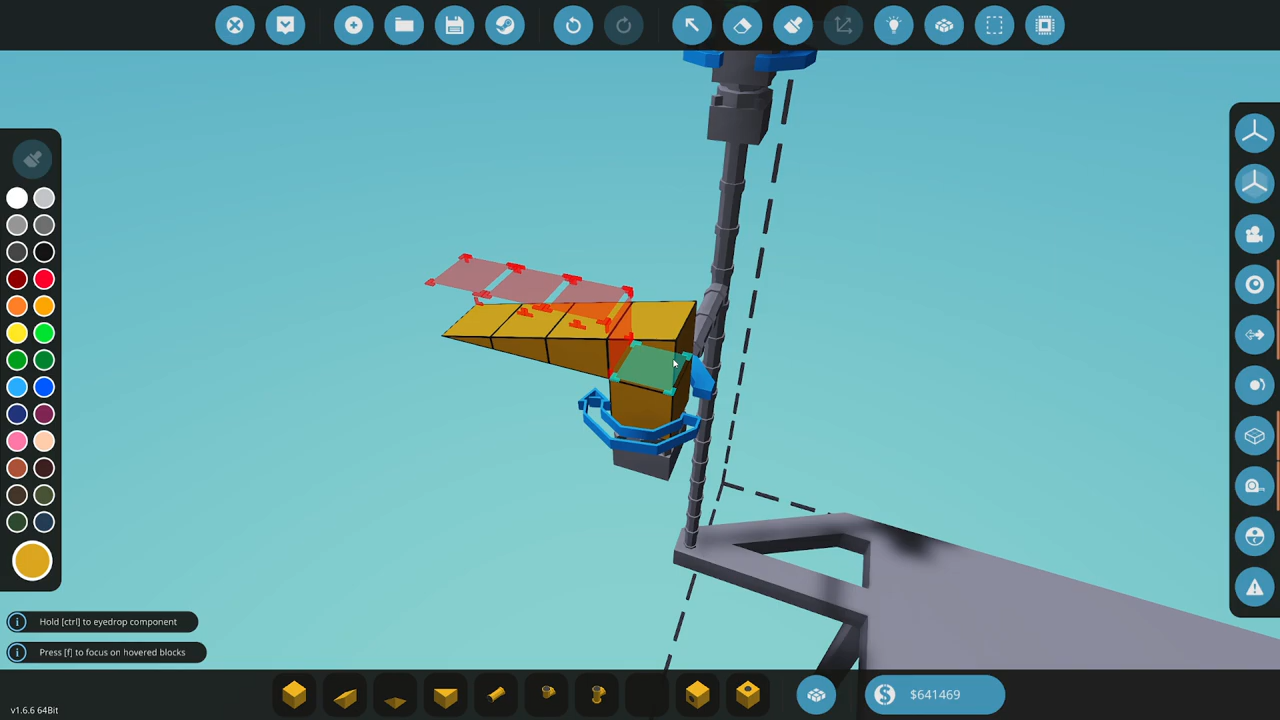 Hold [ctrl] to eyedrop component
Press [f] to focus on hovered blocks
$641469
v1.6.6 64Bit